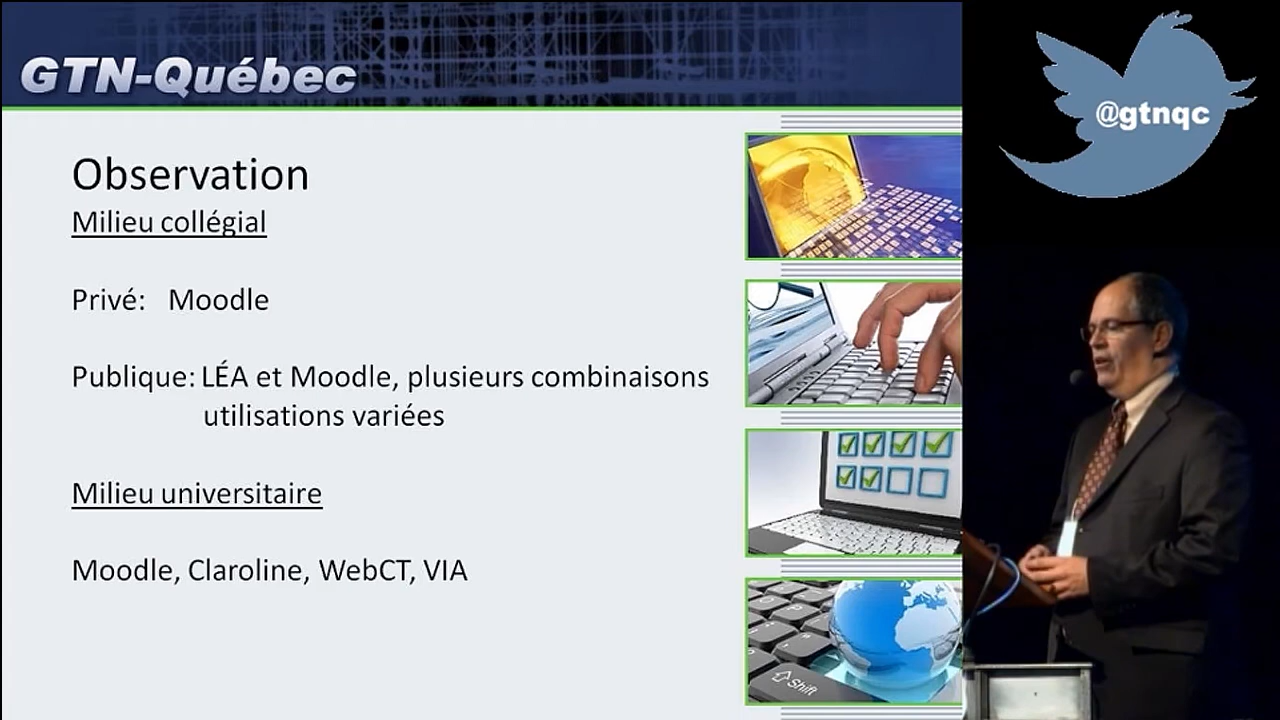 GTN-Québec
@gtnqc
Observation
Milieu collégial
Privé: Moodle
Publique: LÉA et Moodle, plusieurs combinaisons
utilisations variées
Milieu universitaire
Moodle, Claroline, WebCT, VIA
Shift